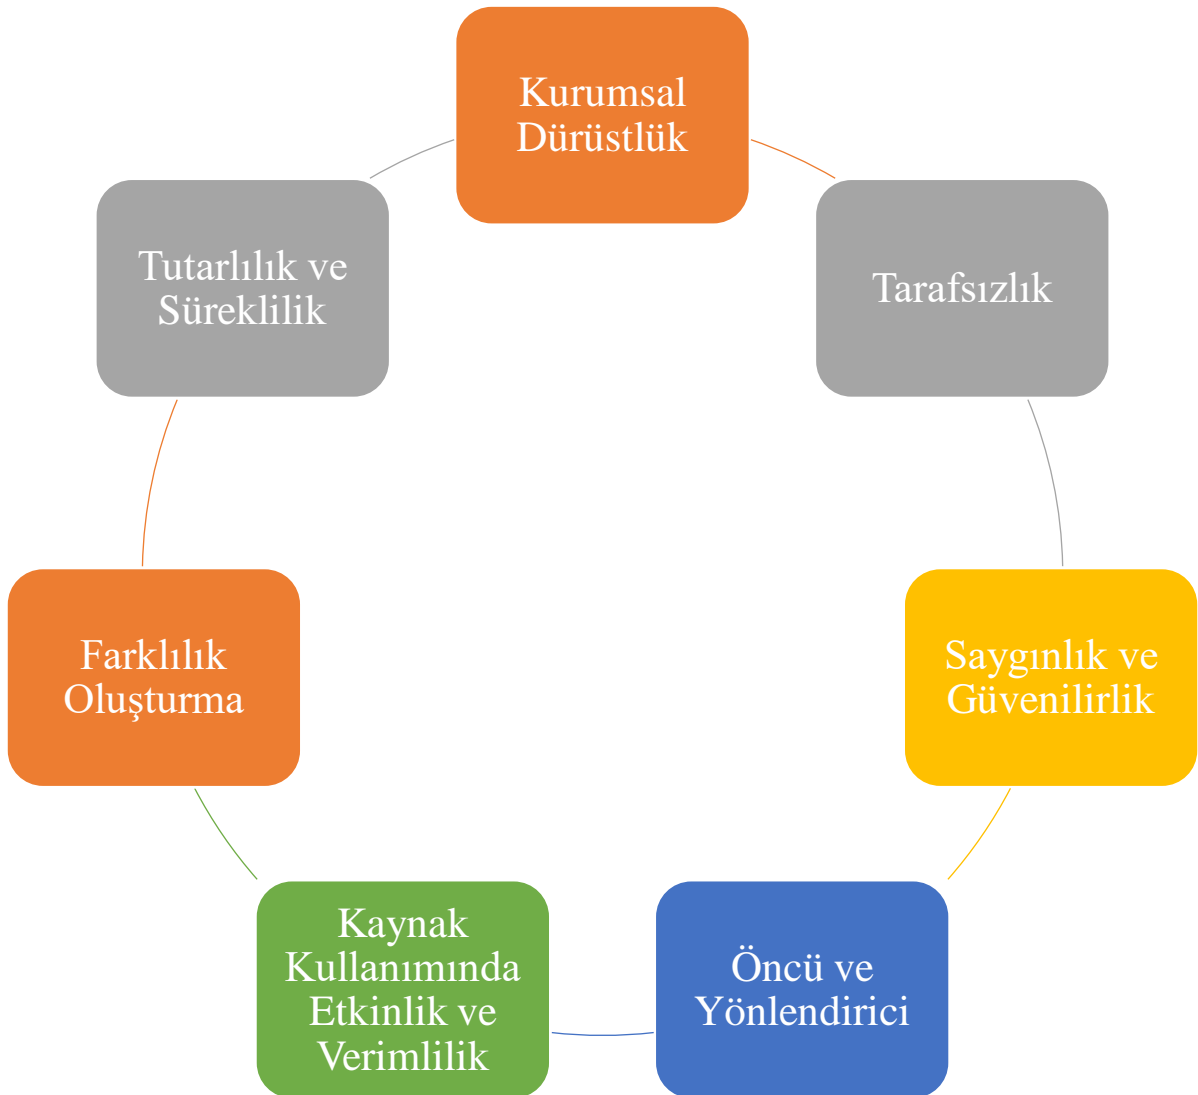 Kurumsal
Dürüstlük
Tarafsızlık
Saygınlık ve
Güvenilirlik
Öncü ve
Yönlendirici
Kaynak
Kullanımında
Etkinlik ve
Verimlilik
Farklılık
Oluşturma
Tutarlılık ve
Süreklilik